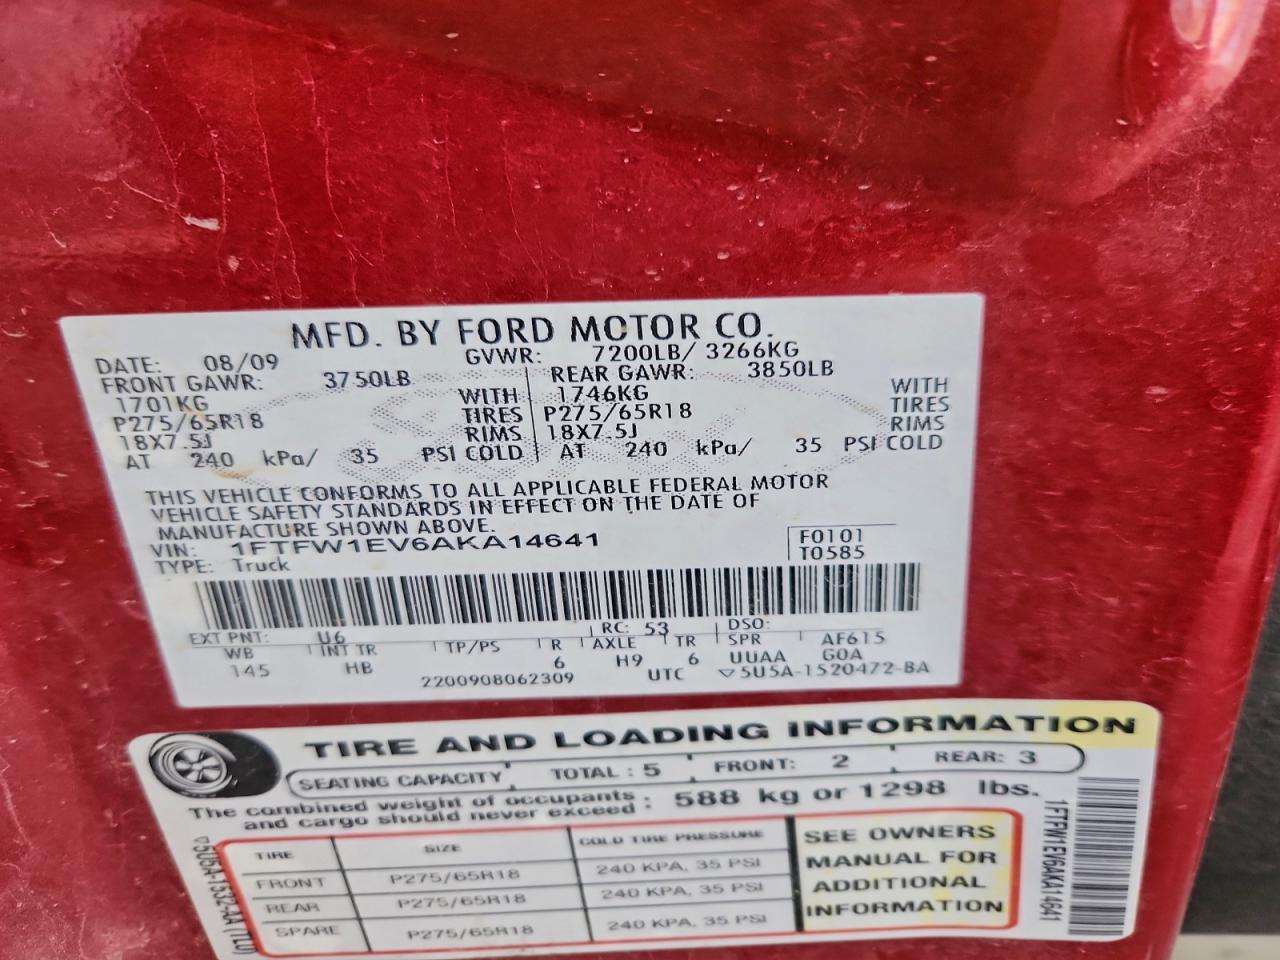 MFD. BY FORD MOTOR CO.
DATE: 08/09 GVWR: 7200LB/ 3266KG
FRONT GAWR: 3750LB REAR GAWR: 3850LB
1701KG WITH 1746KG WITH
P275/65R18 TIRES P275/65R18 TIRES
18X7.5J RIMS 18X7.5J RIMS
AT 240 kPa/ 35 PSI COLD AT 240 kPa/ 35 PSI COLD
THIS VEHICLE CONFORMS TO ALL APPLICABLE FEDERAL MOTOR
VEHICLE SAFETY STANDARDS IN EFFECT ON THE DATE OF
MANUFACTURE SHOWN ABOVE.
VIN: 1FTFW1EV6AKA14641 F0101
TYPE: Truck T0585
EXT PNT: U6 RC: 53 DSO:
WB INT TR TP/PS R AXLE TR SPR AF615
145 HB 6 H9 6 UUAA G0A
2200908062309 UTC ▽5U5A-1520472-BA
TIRE AND LOADING INFORMATION
SEATING CAPACITY TOTAL : 5 FRONT: 2 REAR: 3
The combined weight of occupants and cargo should never exceed : 588 kg or 1298 lbs.
TIRE SIZE COLD TIRE PRESSURE
FRONT P275/65R18 240 KPA, 35 PSI
REAR P275/65R18 240 KPA, 35 PSI
SPARE P275/65R18 240 KPA, 35 PSI
SEE OWNERS
MANUAL FOR
ADDITIONAL
INFORMATION
1FTFW1EV6AKA14641
▽5U5A-1532-AA